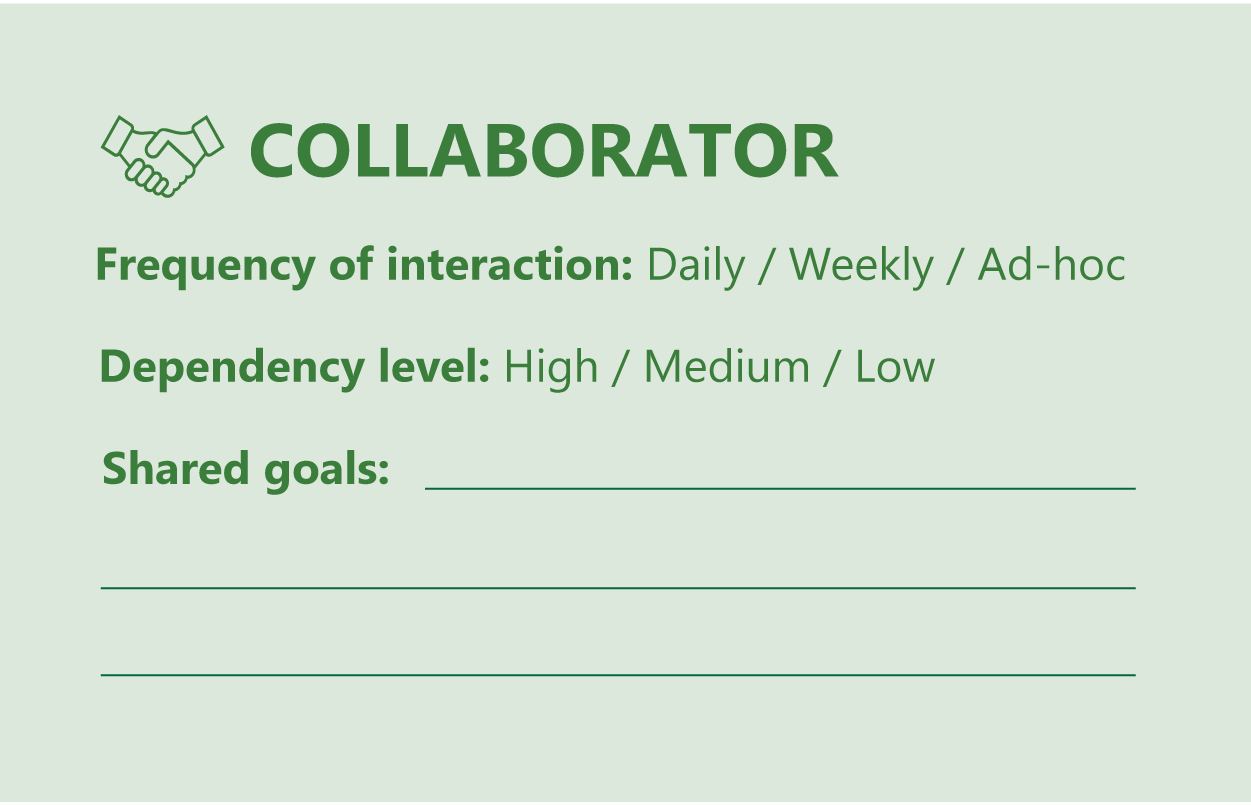 COLLABORATOR
Frequency of interaction: Daily / Weekly / Ad-hoc
Dependency level: High / Medium / Low
Shared goals: